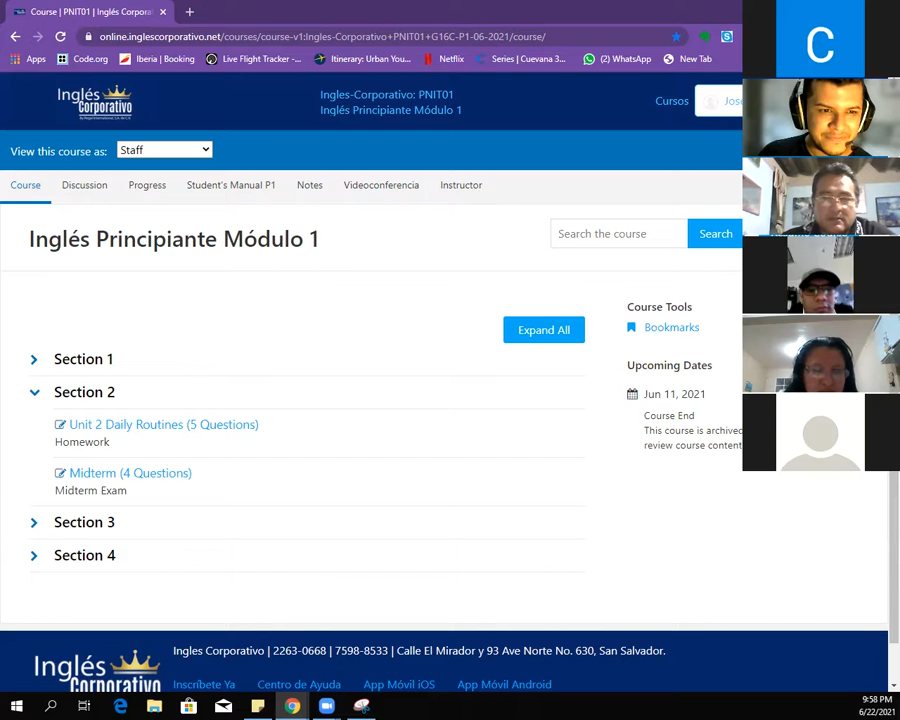 Course | PNIT01 | Inglés Corporat
online.inglescorporativo.net/courses/course-v1:Ingles-Corporativo+PNIT01+G16C-P1-06-2021/course/
Apps Code.org Iberia | Booking Live Flight Tracker -... Itinerary: Urban You... Netflix Series | Cuevana 3... (2) WhatsApp New Tab
Inglés
Corporativo
Ingles-Corporativo: PNIT01
Inglés Principiante Módulo 1
Cursos
Jose
View this course as: Staff
Course Discussion Progress Student's Manual P1 Notes Videoconferencia Instructor
Inglés Principiante Módulo 1
Search the course Search
Expand All
Section 1
Section 2
Unit 2 Daily Routines (5 Questions)
Homework
Midterm (4 Questions)
Midterm Exam
Section 3
Section 4
Course Tools
Bookmarks
Upcoming Dates
Jun 11, 2021
Course End
This course is archived
review course content
C
Inglés
Corporativo
Ingles Corporativo | 2263-0668 | 7598-8533 | Calle El Mirador y 93 Ave Norte No. 630, San Salvador.
Inscríbete Ya Centro de Ayuda App Móvil iOS App Móvil Android
9:58 PM
6/22/2021